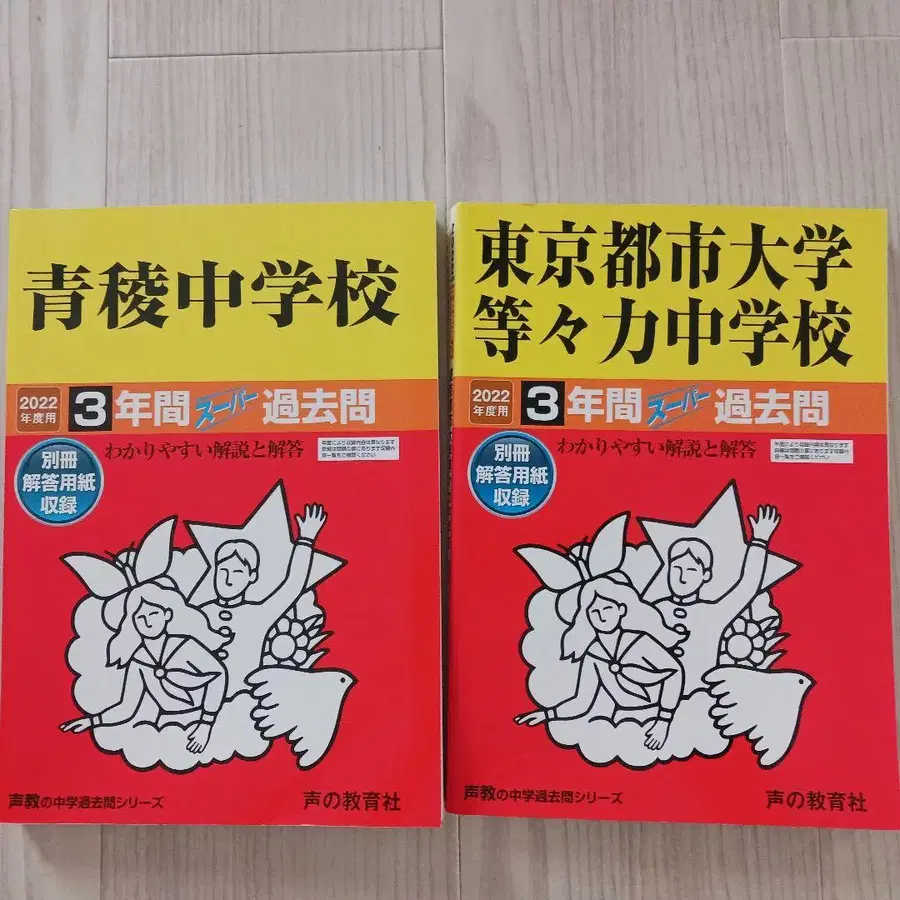 青稜中学校
2022
年度用
3年間スーパー過去問
わかりやすい解説と解答
別冊
解答用紙
収録
声教の中学過去問シリーズ
声の教育社
東京都市大学
等々力中学校
2022
年度用
3年間スーパー過去問
わかりやすい解説と解答
別冊
解答用紙
収録
声教の中学過去問シリーズ
声の教育社